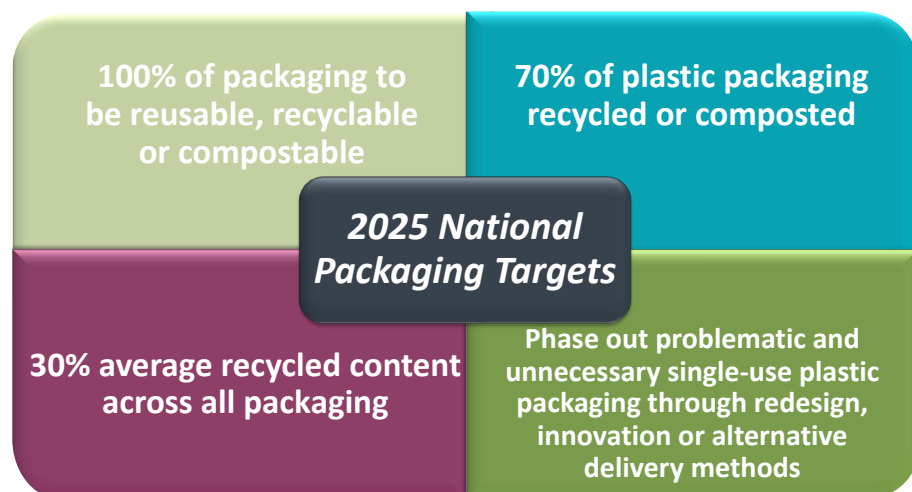 100% of packaging to
be reusable, recyclable
or compostable
70% of plastic packaging
recycled or composted
2025 National
Packaging Targets
30% average recycled content
across all packaging
Phase out problematic and
unnecessary single-use plastic
packaging through redesign,
innovation or alternative
delivery methods